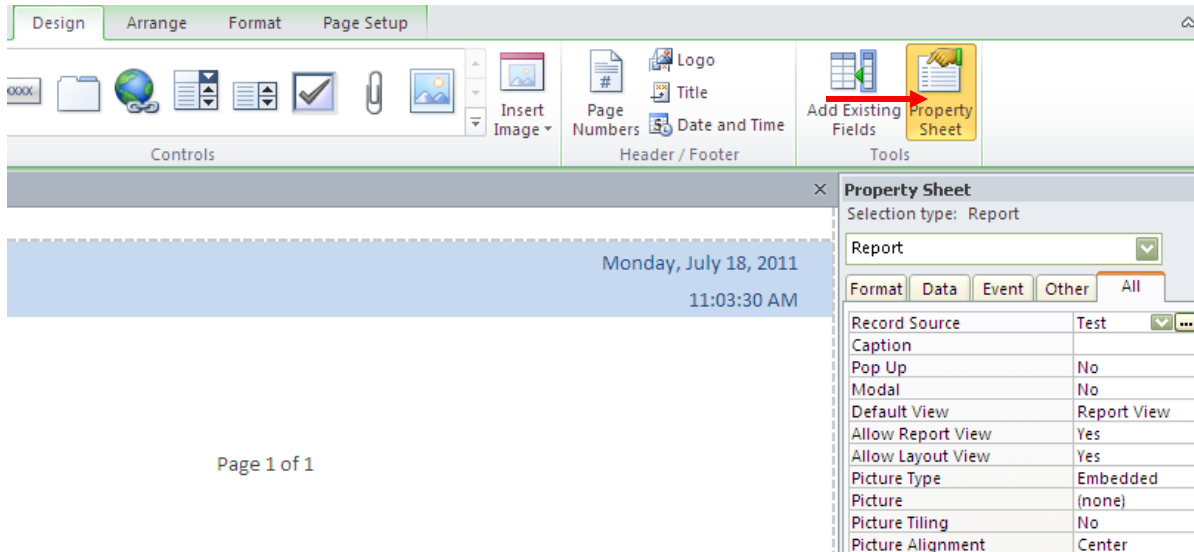 Design Arrange Format Page Setup
xxxx
Insert
Image
Controls
#
Page
Numbers
Logo
Title
Date and Time
Header / Footer
Add Existing
Fields
Property
Sheet
Tools
Property Sheet
Selection type: Report
Report
Format Data Event Other All
Monday, July 18, 2011
11:03:30 AM
Page 1 of 1
Record Source Test
Caption
Pop Up No
Modal No
Default View Report View
Allow Report View Yes
Allow Layout View Yes
Picture Type Embedded
Picture (none)
Picture Tiling No
Picture Alignment Center